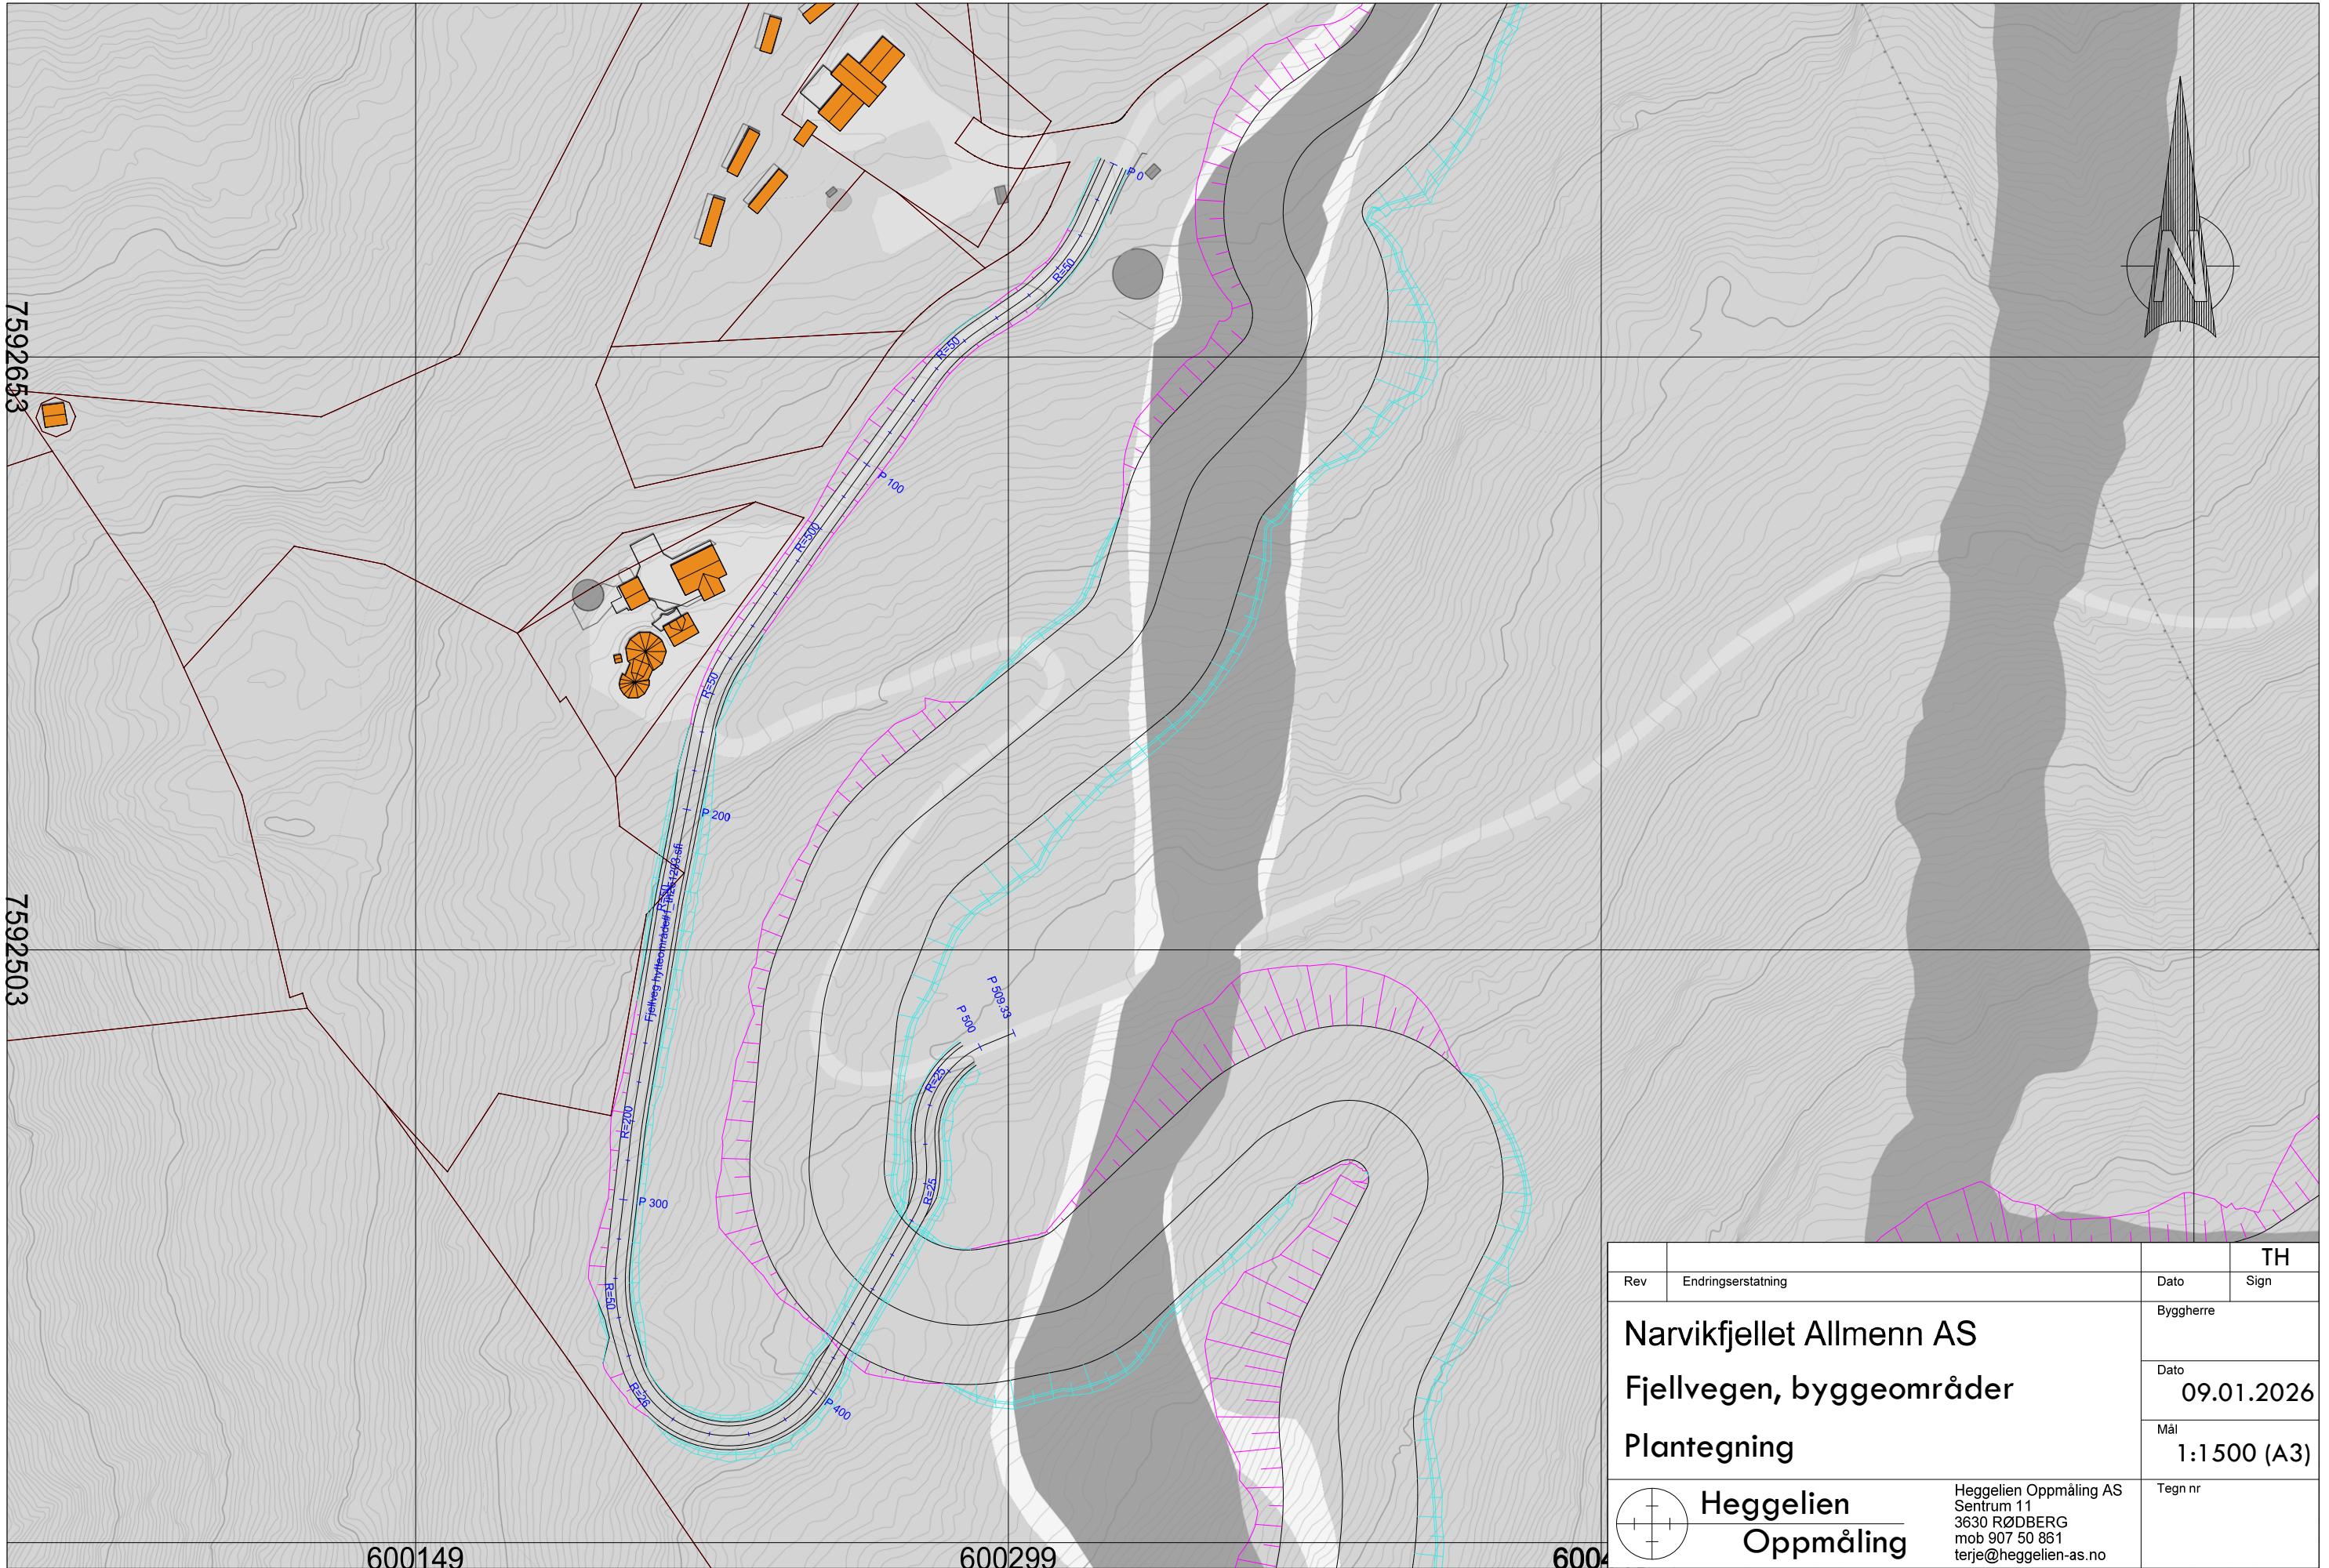 P 0
R=50
R=50
7592653
P 100
R=500
R=50
P 200
R=50
Fjellveg hytteområde
7592503
P 509.33
P 500
R=25
R=200
R=25
P 300
R=50
R=26
P 400
600149
600299
N
TH
Rev
Endringserstatning
Dato
Sign
Narvikfjellet Allmenn AS
Byggherre
Fjellvegen, byggeområder
Dato
09.01.2026
Plantegning
Mål
1:1500 (A3)
Heggelien
Oppmåling
Heggelien Oppmåling AS
Sentrum 11
3630 RØDBERG
mob 907 50 861
terje@heggelien-as.no
Tegn nr